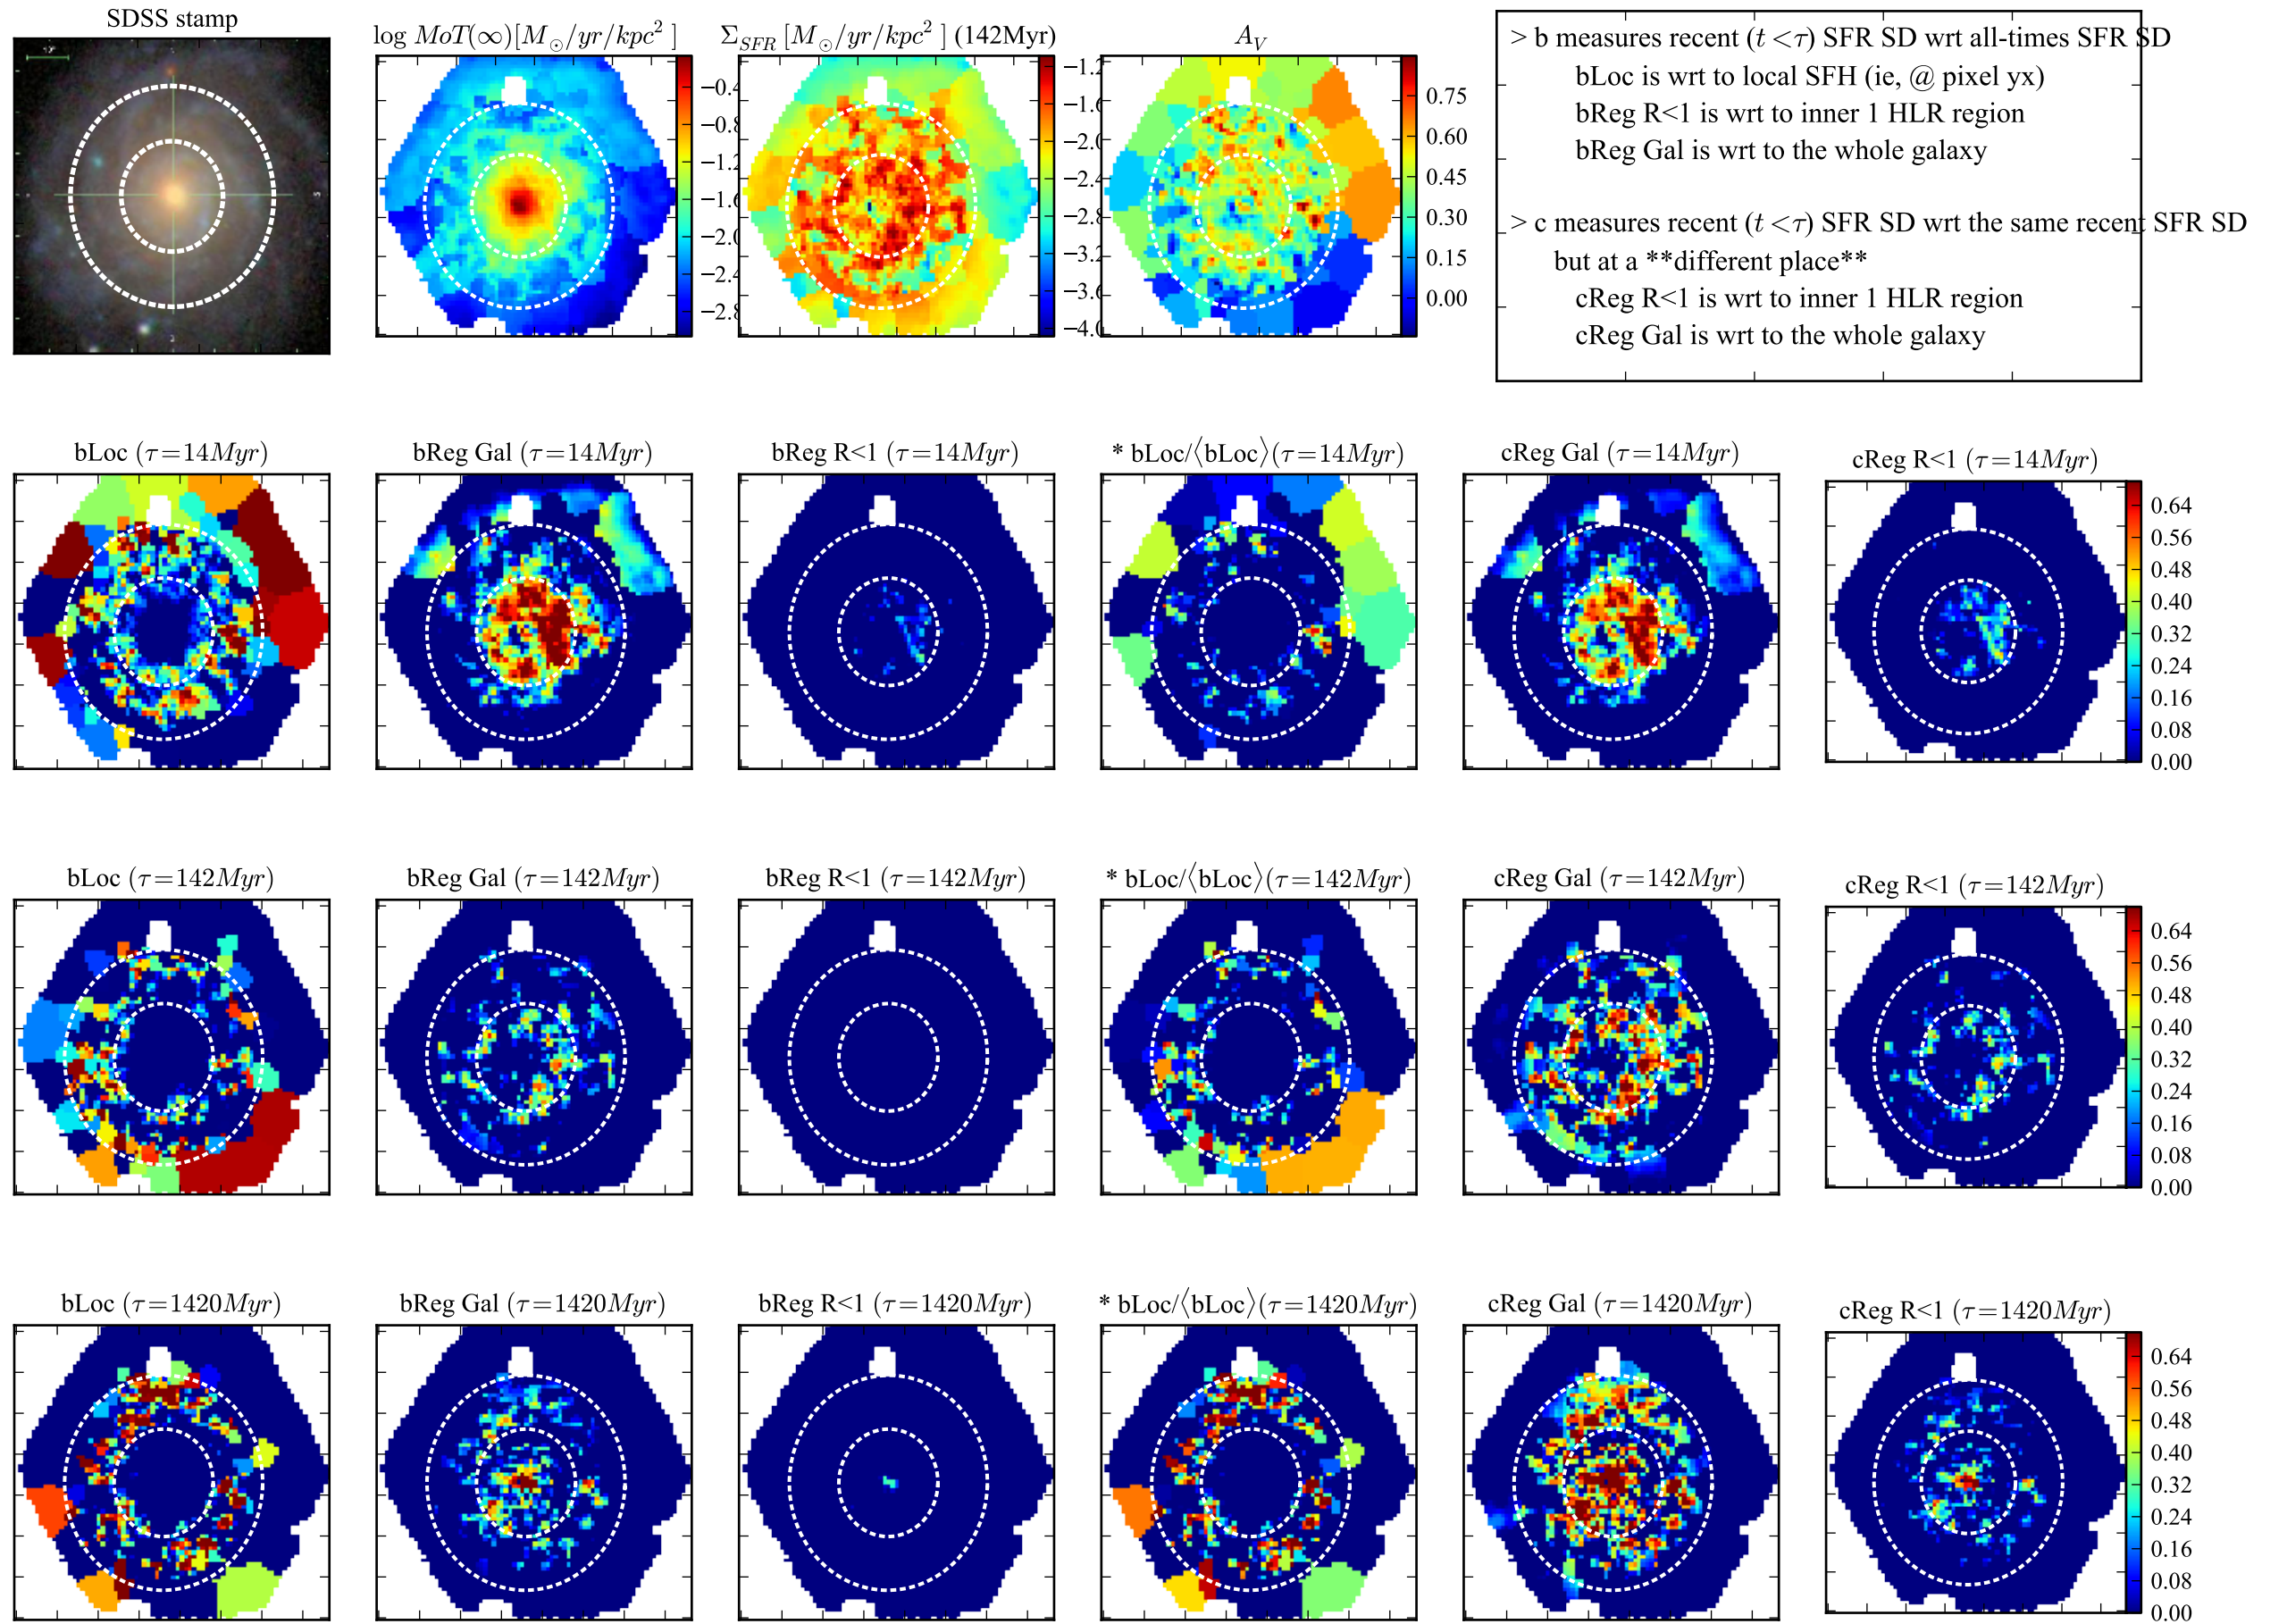 SDSS stamp
log MoT(∞)[M⊙/yr/kpc² ]
Σ_SFR [M⊙/yr/kpc² ] (142Myr)
A_V
−0.4
−0.8
−1.2
−1.6
−2.0
−2.4
−2.8
−1.2
−1.6
−2.0
−2.4
−2.8
−3.2
−3.6
−4.0
0.75
0.60
0.45
0.30
0.15
0.00
> b measures recent (t <τ) SFR SD wrt all-times SFR SD
bLoc is wrt to local SFH (ie, @ pixel yx)
bReg R<1 is wrt to inner 1 HLR region
bReg Gal is wrt to the whole galaxy
> c measures recent (t <τ) SFR SD wrt the same recent SFR SD
but at a **different place**
cReg R<1 is wrt to inner 1 HLR region
cReg Gal is wrt to the whole galaxy
bLoc (τ=14Myr)
bReg Gal (τ=14Myr)
bReg R<1 (τ=14Myr)
* bLoc/⟨bLoc⟩(τ=14Myr)
cReg Gal (τ=14Myr)
cReg R<1 (τ=14Myr)
0.64
0.56
0.48
0.40
0.32
0.24
0.16
0.08
0.00
bLoc (τ=142Myr)
bReg Gal (τ=142Myr)
bReg R<1 (τ=142Myr)
* bLoc/⟨bLoc⟩(τ=142Myr)
cReg Gal (τ=142Myr)
cReg R<1 (τ=142Myr)
0.64
0.56
0.48
0.40
0.32
0.24
0.16
0.08
0.00
bLoc (τ=1420Myr)
bReg Gal (τ=1420Myr)
bReg R<1 (τ=1420Myr)
* bLoc/⟨bLoc⟩(τ=1420Myr)
cReg Gal (τ=1420Myr)
cReg R<1 (τ=1420Myr)
0.64
0.56
0.48
0.40
0.32
0.24
0.16
0.08
0.00